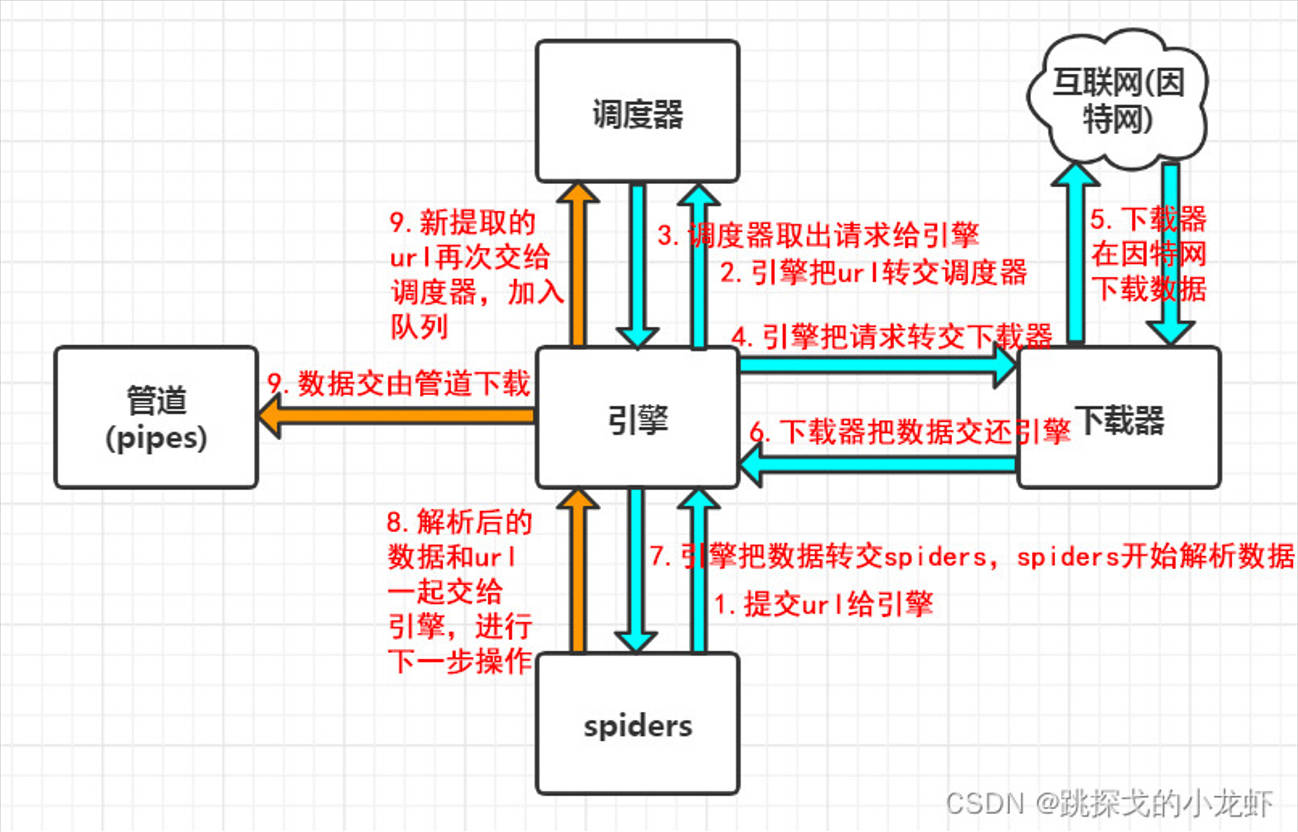 调度器
互联网(因
特网)
9.新提取的
url再次交给
调度器，加入
队列
3.调度器取出请求给引擎
2.引擎把url转交调度器
5.下载器
在因特网
下载数据
4.引擎把请求转交下载器
管道
(pipes)
9.数据交由管道下载
引擎
6.下载器把数据交还引擎
下载器
8.解析后的
数据和url
一起交给
引擎，进行
下一步操作
7.引擎把数据转交spiders，spiders开始解析数据
1.提交url给引擎
spiders
CSDN @跳探戈的小龙虾